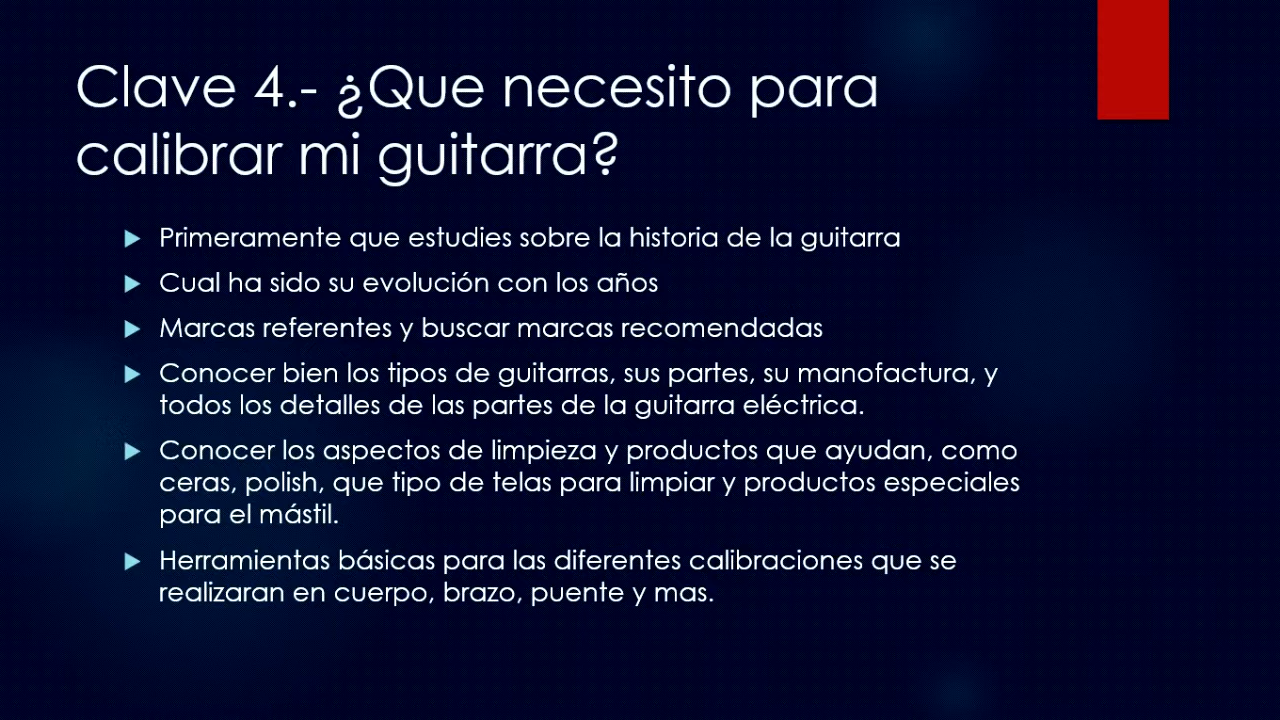 Clave 4.- ¿Que necesito para
calibrar mi guitarra?
Primeramente que estudies sobre la historia de la guitarra
Cual ha sido su evolución con los años
Marcas referentes y buscar marcas recomendadas
Conocer bien los tipos de guitarras, sus partes, su manofactura, y
todos los detalles de las partes de la guitarra eléctrica.
Conocer los aspectos de limpieza y productos que ayudan, como
ceras, polish, que tipo de telas para limpiar y productos especiales
para el mástil.
Herramientas básicas para las diferentes calibraciones que se
realizaran en cuerpo, brazo, puente y mas.